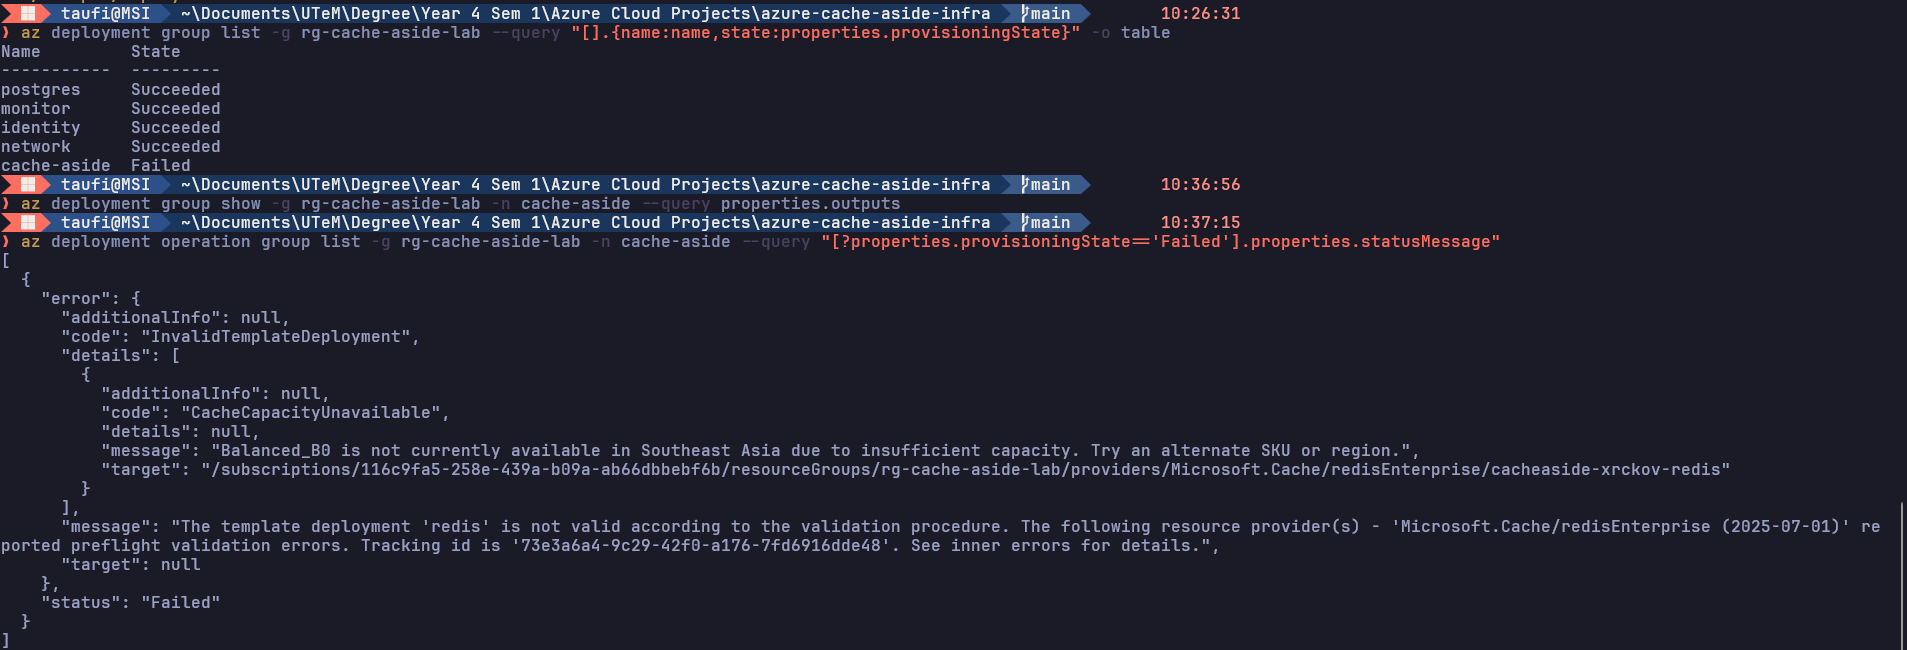 taufi@MSI ~\Documents\UTeM\Degree\Year 4 Sem 1\Azure Cloud Projects\azure-cache-aside-infra main 10:26:31
❯ az deployment group list -g rg-cache-aside-lab --query "[].{name:name,state:properties.provisioningState}" -o table
Name        State
-----------  ---------
postgres    Succeeded
monitor     Succeeded
identity    Succeeded
network     Succeeded
cache-aside  Failed
taufi@MSI ~\Documents\UTeM\Degree\Year 4 Sem 1\Azure Cloud Projects\azure-cache-aside-infra main 10:36:56
❯ az deployment group show -g rg-cache-aside-lab -n cache-aside --query properties.outputs
taufi@MSI ~\Documents\UTeM\Degree\Year 4 Sem 1\Azure Cloud Projects\azure-cache-aside-infra main 10:37:15
❯ az deployment operation group list -g rg-cache-aside-lab -n cache-aside --query "[?properties.provisioningState=='Failed'].properties.statusMessage"
[
  {
    "error": {
      "additionalInfo": null,
      "code": "InvalidTemplateDeployment",
      "details": [
        {
          "additionalInfo": null,
          "code": "CacheCapacityUnavailable",
          "details": null,
          "message": "Balanced_B0 is not currently available in Southeast Asia due to insufficient capacity. Try an alternate SKU or region.",
          "target": "/subscriptions/116c9fa5-258e-439a-b09a-ab66dbbebf6b/resourceGroups/rg-cache-aside-lab/providers/Microsoft.Cache/redisEnterprise/cacheaside-xrckov-redis"
        }
      ],
      "message": "The template deployment 'redis' is not valid according to the validation procedure. The following resource provider(s) - 'Microsoft.Cache/redisEnterprise (2025-07-01)' re
ported preflight validation errors. Tracking id is '73e3a6a4-9c29-42f0-a176-7fd6916dde48'. See inner errors for details.",
      "target": null
    },
    "status": "Failed"
  }
]